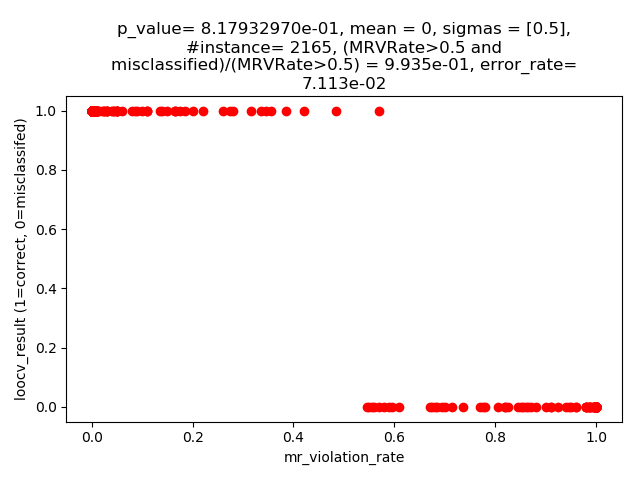 p_value= 8.17932970e-01, mean = 0, sigmas = [0.5],
#instance= 2165, (MRVRate>0.5 and
misclassified)/(MRVRate>0.5) = 9.935e-01, error_rate=
7.113e-02
loocv_result (1=correct, 0=misclassifed)
1.0
0.8
0.6
0.4
0.2
0.0
0.0 0.2 0.4 0.6 0.8 1.0
mr_violation_rate